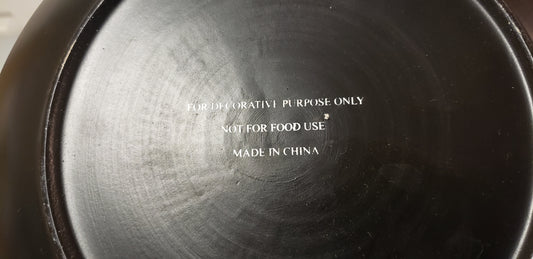 FOR DECORATIVE PURPOSE ONLY
NOT FOR FOOD USE
MADE IN CHINA